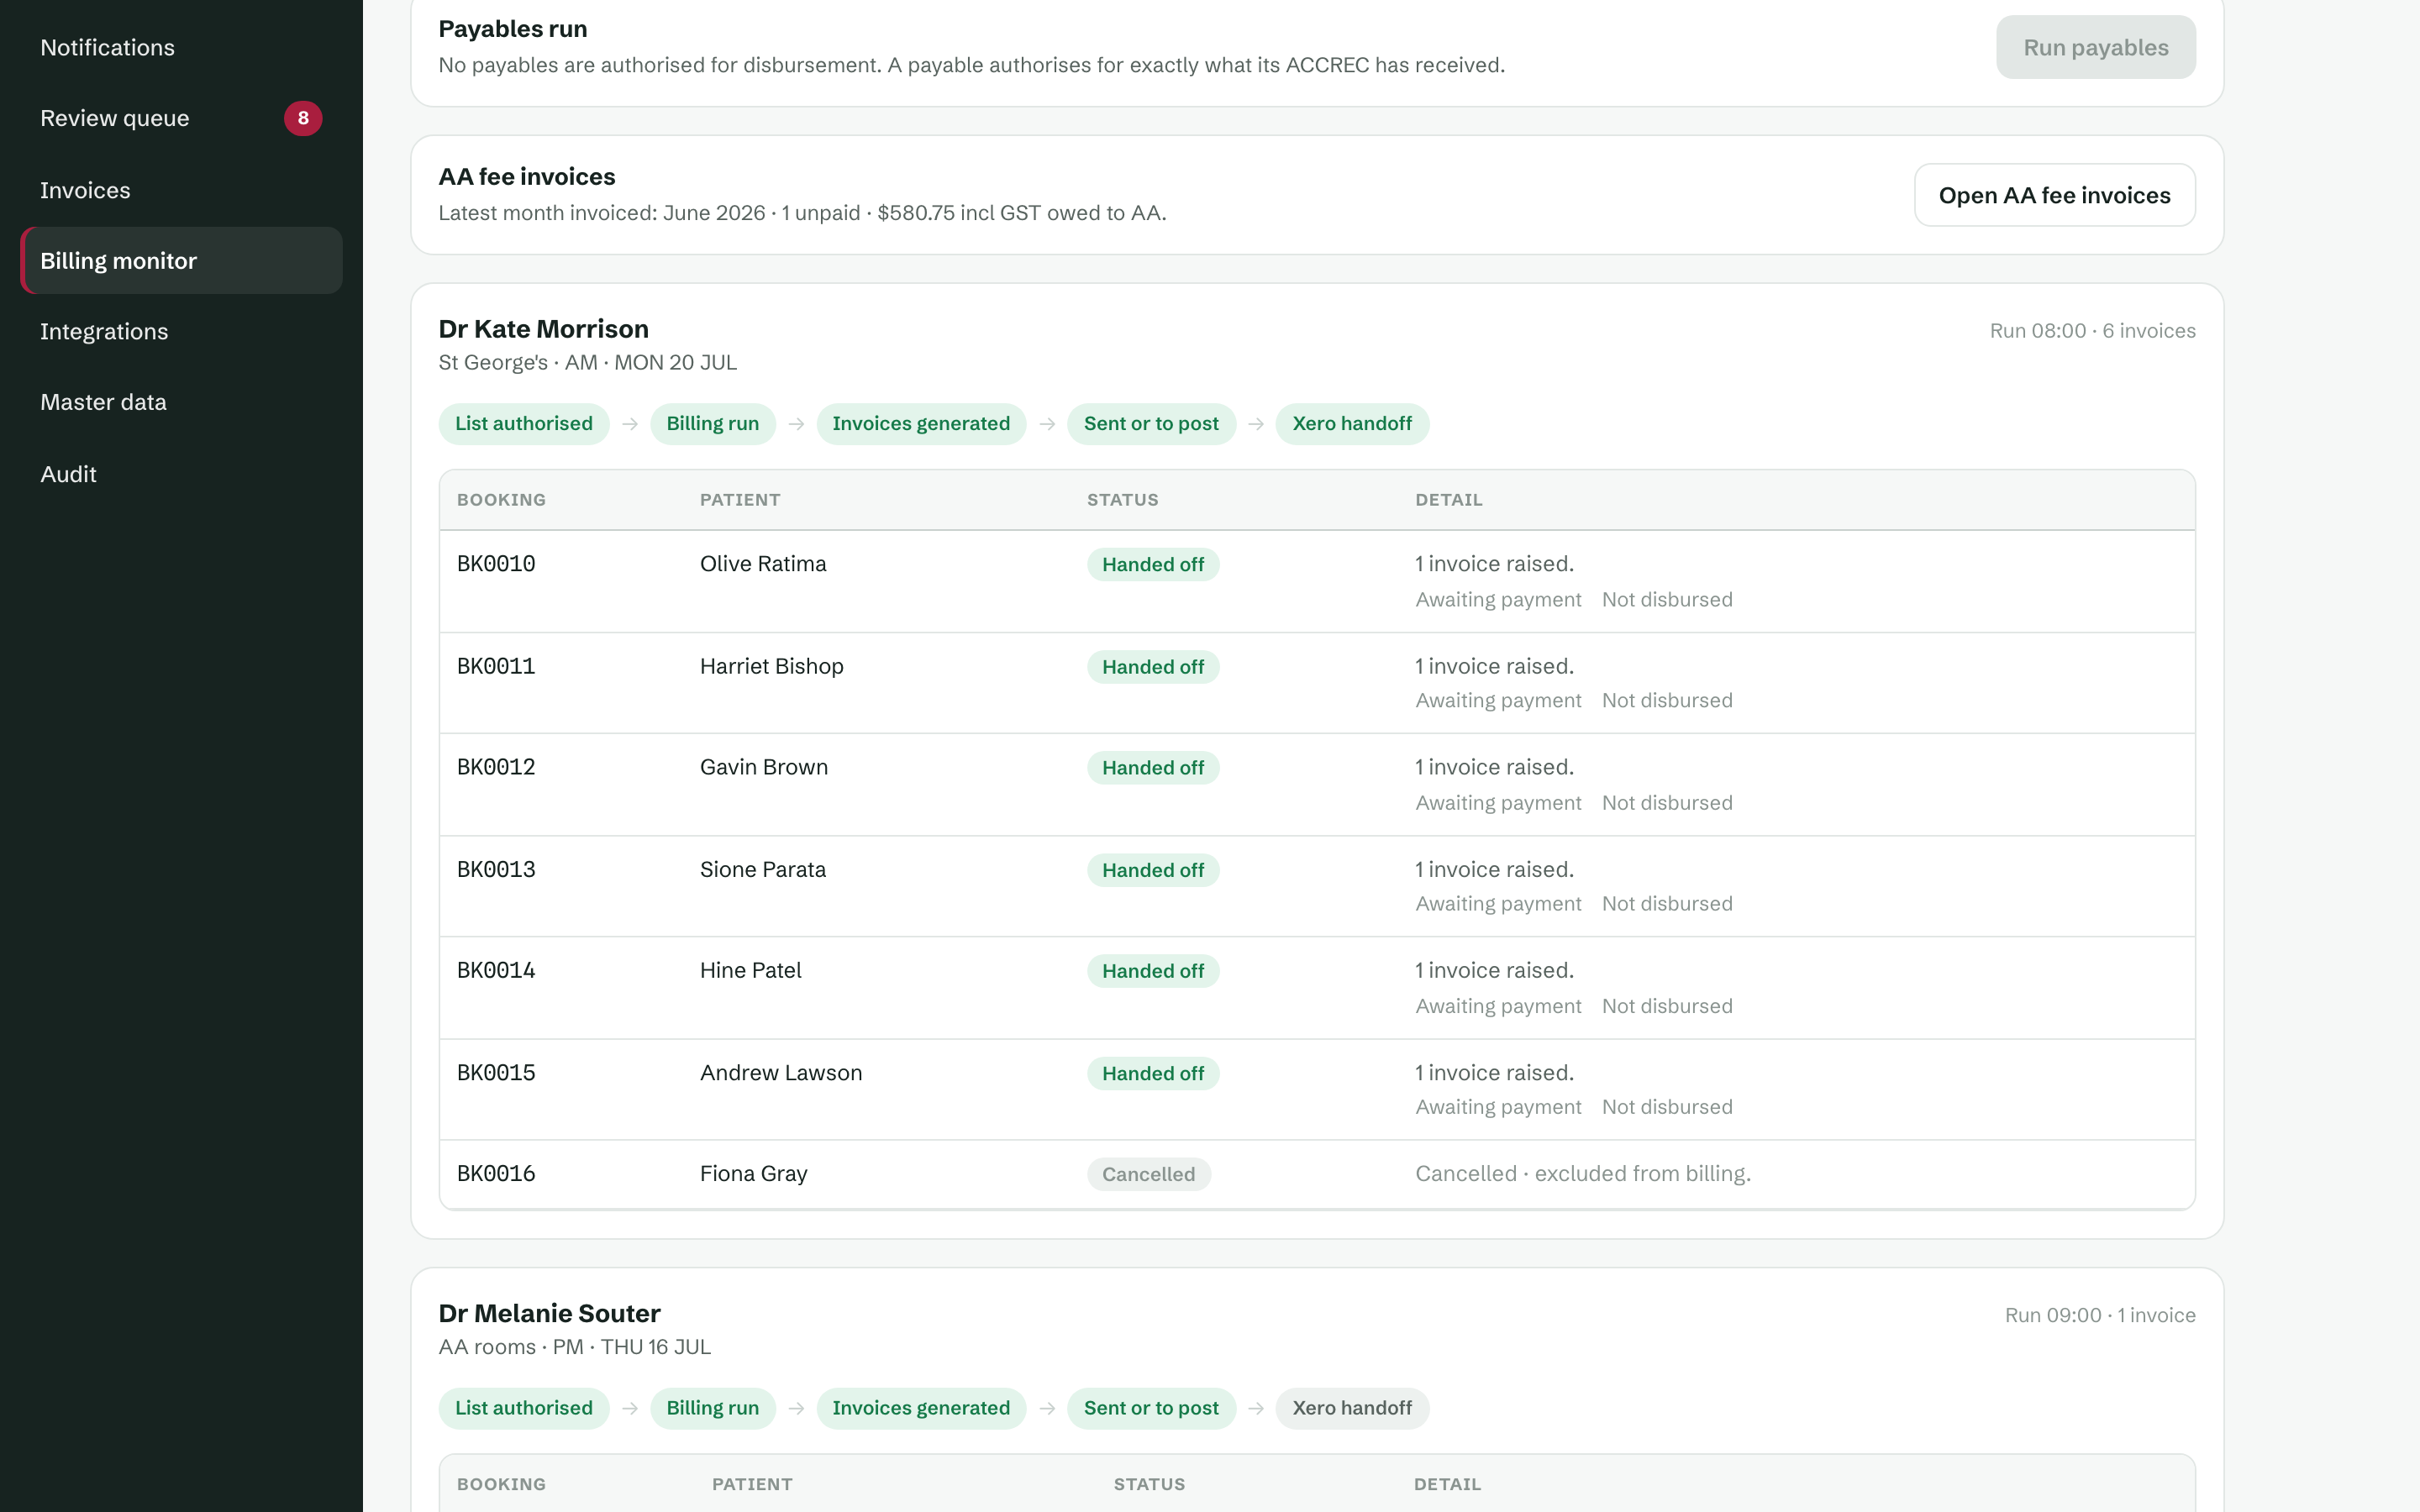 Notifications
Review queue 8
Invoices
Billing monitor
Integrations
Master data
Audit
Payables run
No payables are authorised for disbursement. A payable authorises for exactly what its ACCREC has received.
Run payables
AA fee invoices
Latest month invoiced: June 2026 · 1 unpaid · $580.75 incl GST owed to AA.
Open AA fee invoices
Dr Kate Morrison
Run 08:00 · 6 invoices
St George's · AM · MON 20 JUL
List authorised → Billing run → Invoices generated → Sent or to post → Xero handoff
BOOKING PATIENT STATUS DETAIL
BK0010 Olive Ratima Handed off 1 invoice raised.
Awaiting payment Not disbursed
BK0011 Harriet Bishop Handed off 1 invoice raised.
Awaiting payment Not disbursed
BK0012 Gavin Brown Handed off 1 invoice raised.
Awaiting payment Not disbursed
BK0013 Sione Parata Handed off 1 invoice raised.
Awaiting payment Not disbursed
BK0014 Hine Patel Handed off 1 invoice raised.
Awaiting payment Not disbursed
BK0015 Andrew Lawson Handed off 1 invoice raised.
Awaiting payment Not disbursed
BK0016 Fiona Gray Cancelled Cancelled · excluded from billing.
Dr Melanie Souter
Run 09:00 · 1 invoice
AA rooms · PM · THU 16 JUL
List authorised → Billing run → Invoices generated → Sent or to post → Xero handoff
BOOKING PATIENT STATUS DETAIL